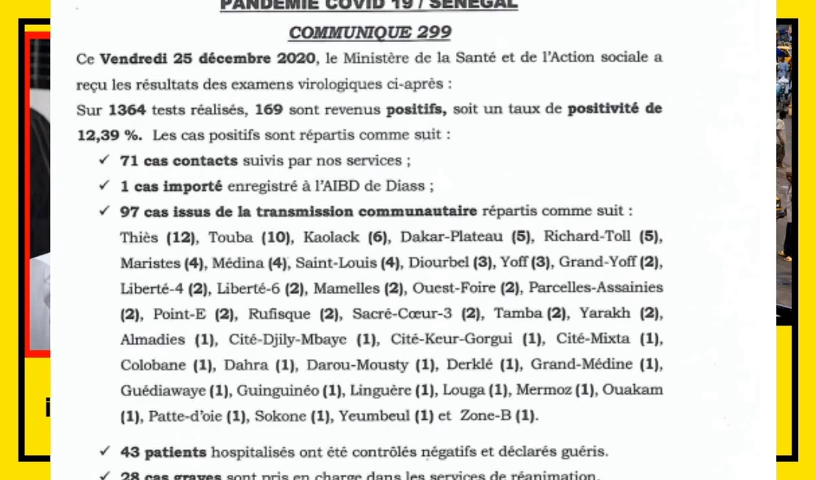 PANDEMIE COVID 19 / SENEGAL
COMMUNIQUE 299
Ce Vendredi 25 décembre 2020, le Ministère de la Santé et de l'Action sociale a
reçu les résultats des examens virologiques ci-après :
Sur 1364 tests réalisés, 169 sont revenus positifs, soit un taux de positivité de
12,39 %. Les cas positifs sont répartis comme suit :
✓ 71 cas contacts suivis par nos services ;
✓ 1 cas importé enregistré à l'AIBD de Diass ;
✓ 97 cas issus de la transmission communautaire répartis comme suit :
Thiès (12), Touba (10), Kaolack (6), Dakar-Plateau (5), Richard-Toll (5),
Maristes (4), Médina (4), Saint-Louis (4), Diourbel (3), Yoff (3), Grand-Yoff (2),
Liberté-4 (2), Liberté-6 (2), Mamelles (2), Ouest-Foire (2), Parcelles-Assainies
(2), Point-E (2), Rufisque (2), Sacré-Cœur-3 (2), Tamba (2), Yarakh (2),
Almadies (1), Cité-Djily-Mbaye (1), Cité-Keur-Gorgui (1), Cité-Mixta (1),
Colobane (1), Dahra (1), Darou-Mousty (1), Derklé (1), Grand-Médine (1),
Guédiawaye (1), Guinguinéo (1), Linguère (1), Louga (1), Mermoz (1), Ouakam
(1), Patte-d'oie (1), Sokone (1), Yeumbeul (1) et Zone-B (1).
✓ 43 patients hospitalisés ont été contrôlés négatifs et déclarés guéris.
✓ 28 cas graves sont pris en charge dans les services de réanimation.